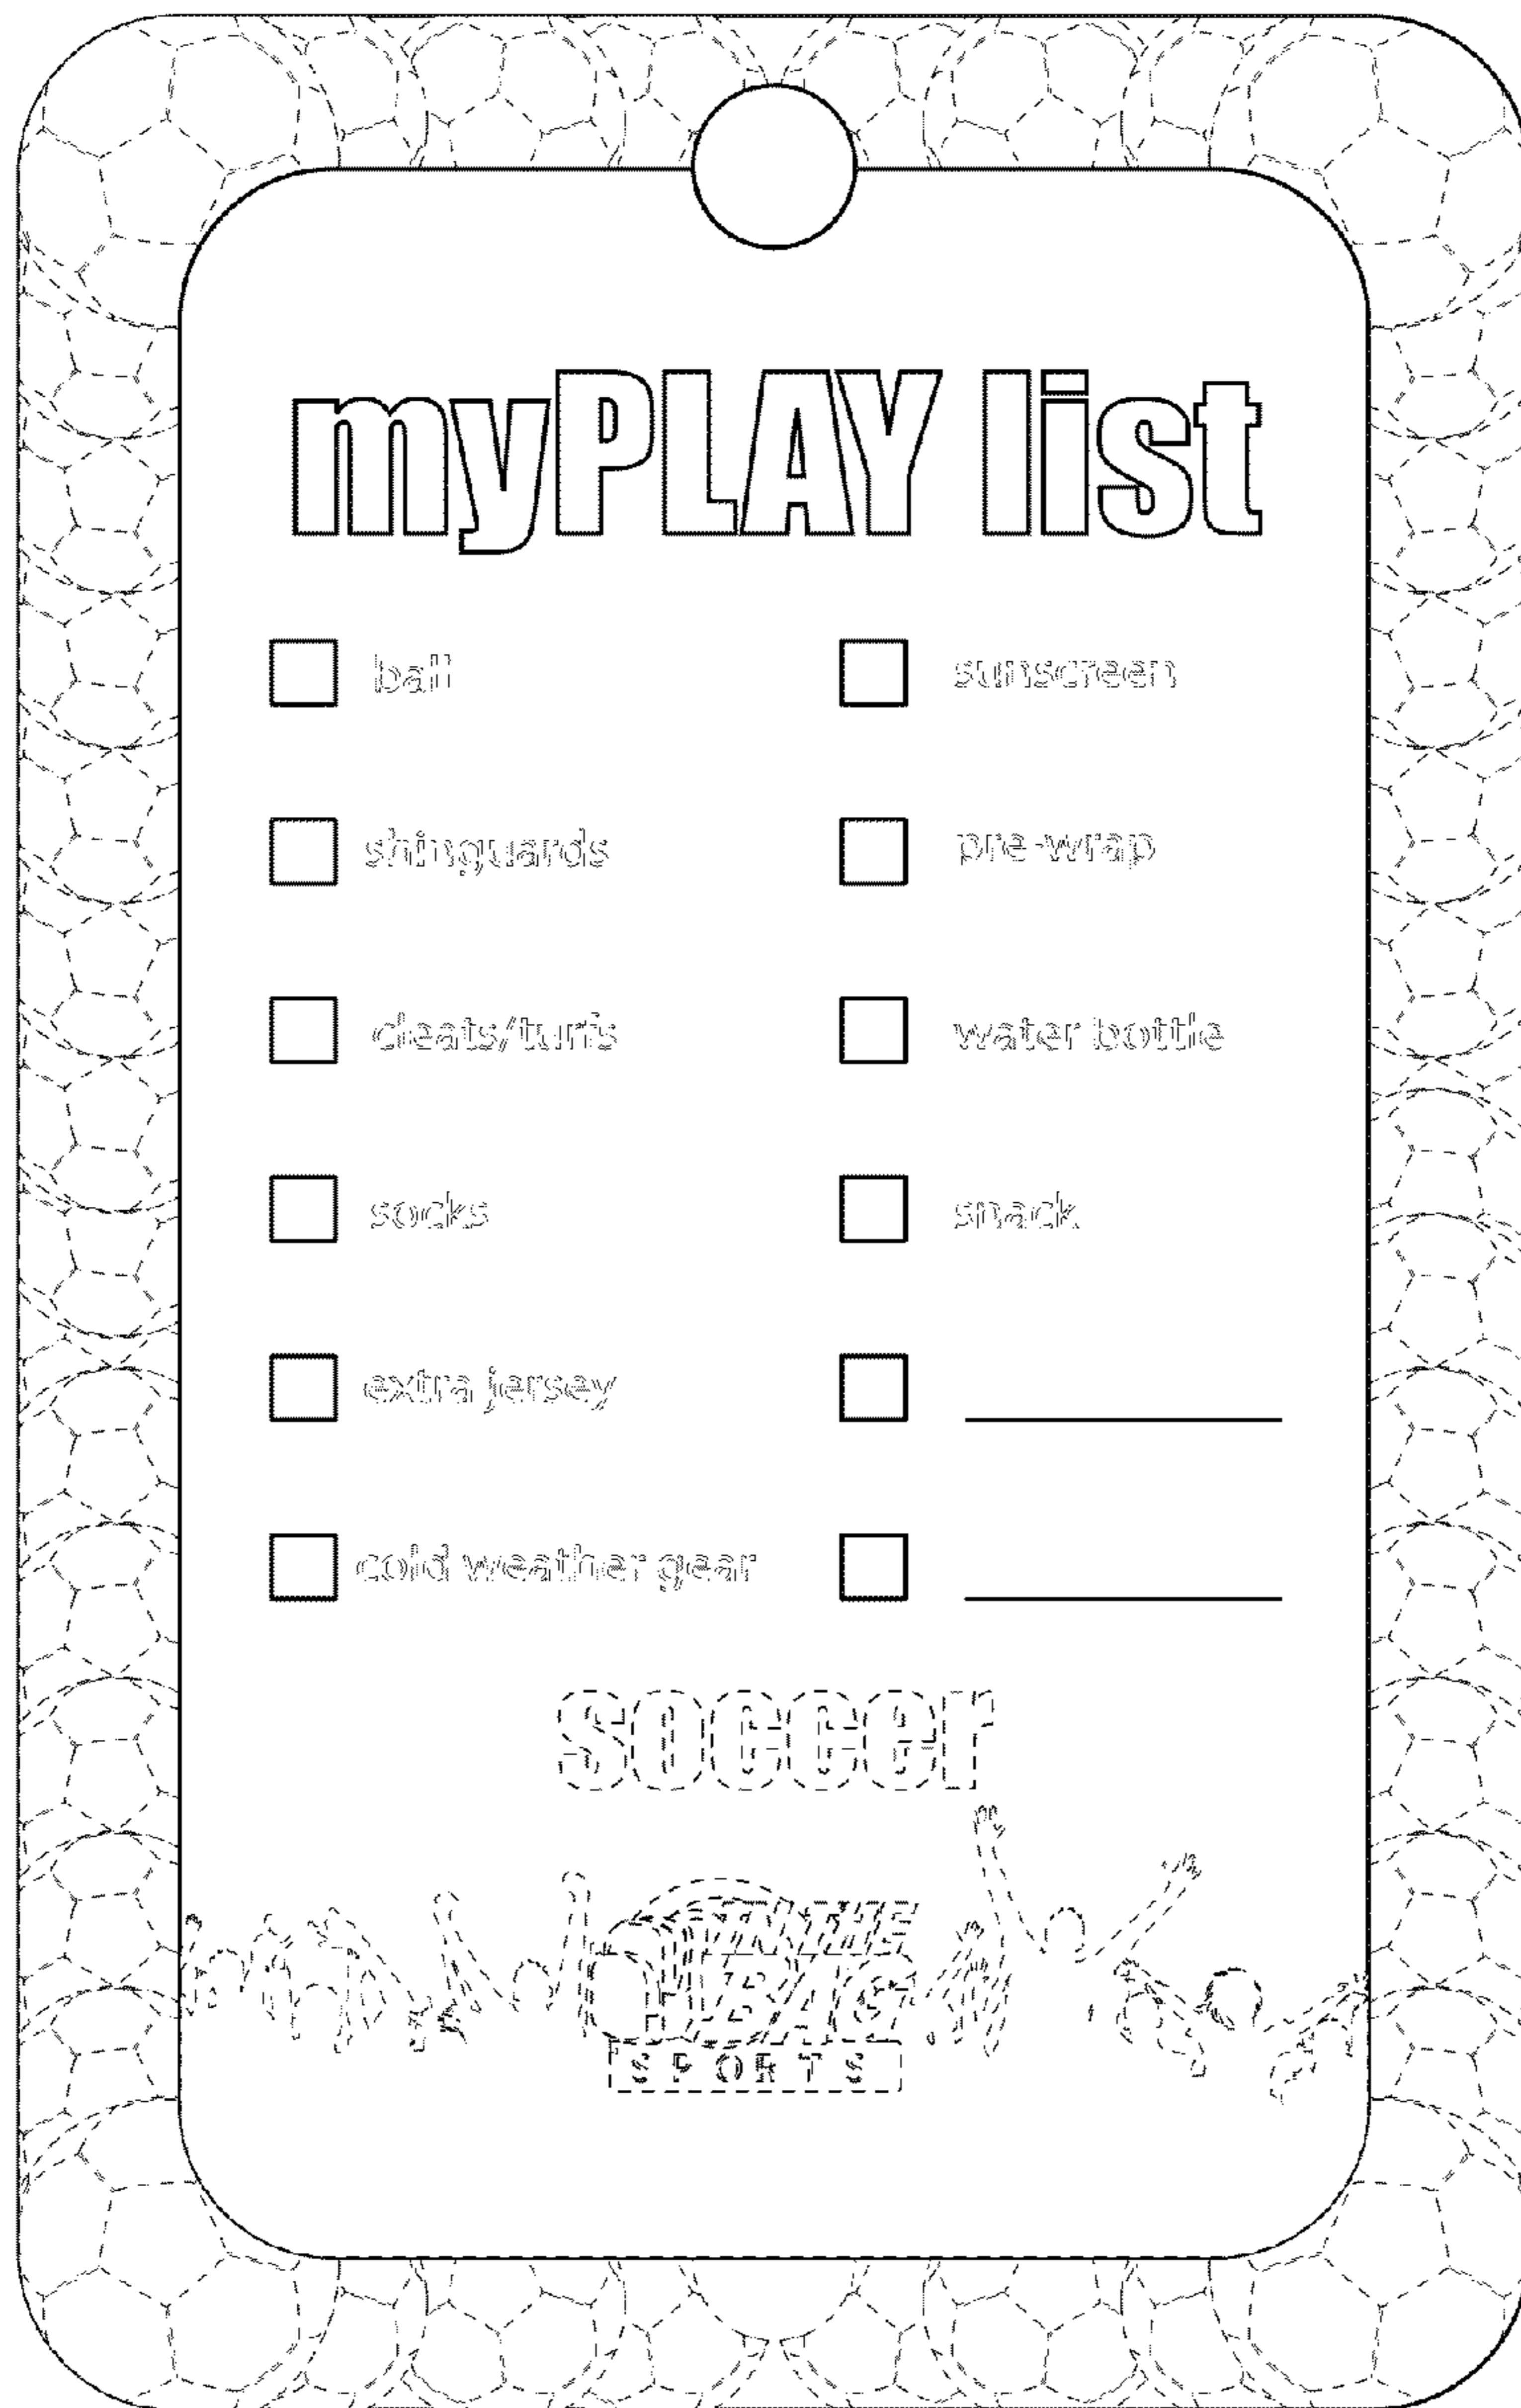 myPLAY list
ball
shinguards
cleats/turfs
socks
extra jersey
cold weather gear
sunscreen
pre-wrap
water bottle
snack
soccer
SPORTS